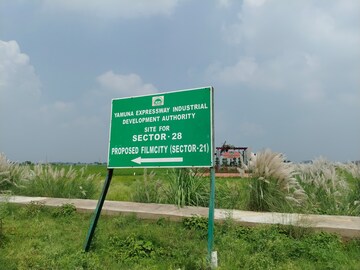 YAMUNA EXPRESSWAY INDUSTRIAL
DEVELOPMENT AUTHORITY
SITE FOR
SECTOR-28
PROPOSED FILMCITY (SECTOR-21)